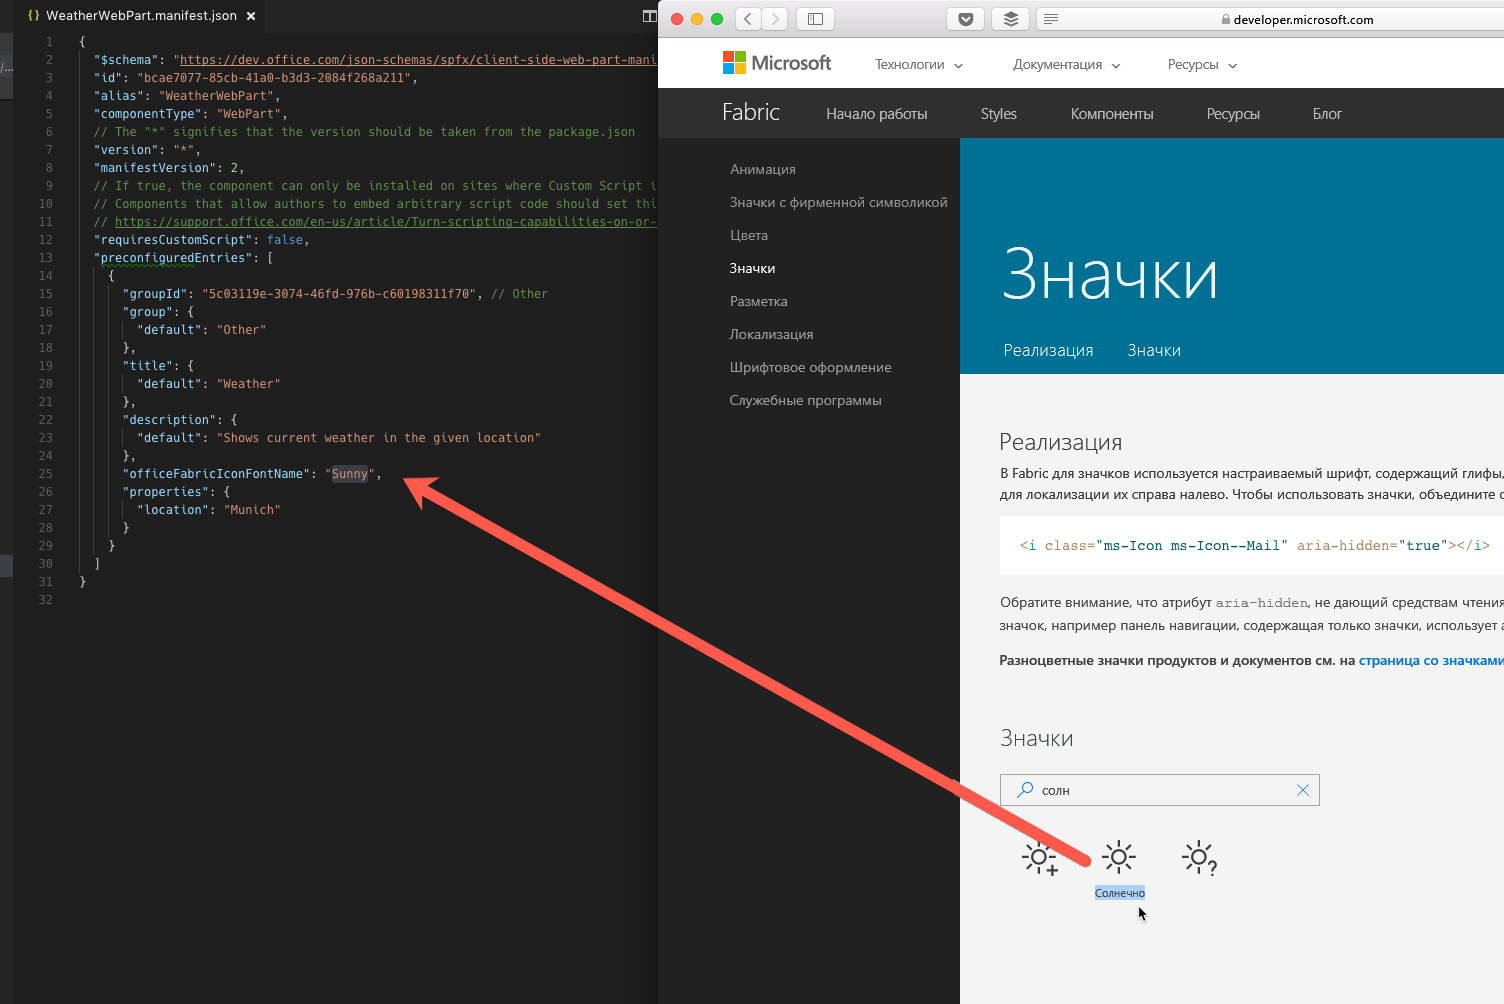 {} WeatherWebPart.manifest.json ×
/...
1 {
2 "$schema": "https://dev.office.com/json-schemas/spfx/client-side-web-part-mani
3 "id": "bcae7077-85cb-41a0-b3d3-2084f268a211",
4 "alias": "WeatherWebPart",
5 "componentType": "WebPart",
6 // The "*" signifies that the version should be taken from the package.json
7 "version": "*",
8 "manifestVersion": 2,
9 // If true, the component can only be installed on sites where Custom Script i
10 // Components that allow authors to embed arbitrary script code should set thi
11 // https://support.office.com/en-us/article/Turn-scripting-capabilities-on-or-
12 "requiresCustomScript": false,
13 "preconfiguredEntries": [
14 {
15 "groupId": "5c03119e-3074-46fd-976b-c60198311f70", // Other
16 "group": {
17 "default": "Other"
18 },
19 "title": {
20 "default": "Weather"
21 },
22 "description": {
23 "default": "Shows current weather in the given location"
24 },
25 "officeFabricIconFontName": "Sunny",
26 "properties": {
27 "location": "Munich"
28 }
29 }
30 ]
31 }
32
developer.microsoft.com
Microsoft Технологии Документация Ресурсы
Fabric Начало работы Styles Компоненты Ресурсы Блог
Анимация
Значки с фирменной символикой
Цвета
Значки
Разметка
Локализация
Шрифтовое оформление
Служебные программы
Значки
Реализация Значки
Реализация
В Fabric для значков используется настраиваемый шрифт, содержащий глифы,
для локализации их справа налево. Чтобы использовать значки, объедините с
<i class="ms-Icon ms-Icon--Mail" aria-hidden="true"></i>
Обратите внимание, что атрибут aria-hidden, не дающий средствам чтения
значок, например панель навигации, содержащая только значки, использует а
Разноцветные значки продуктов и документов см. на страница со значками
Значки
солн
Солнечно